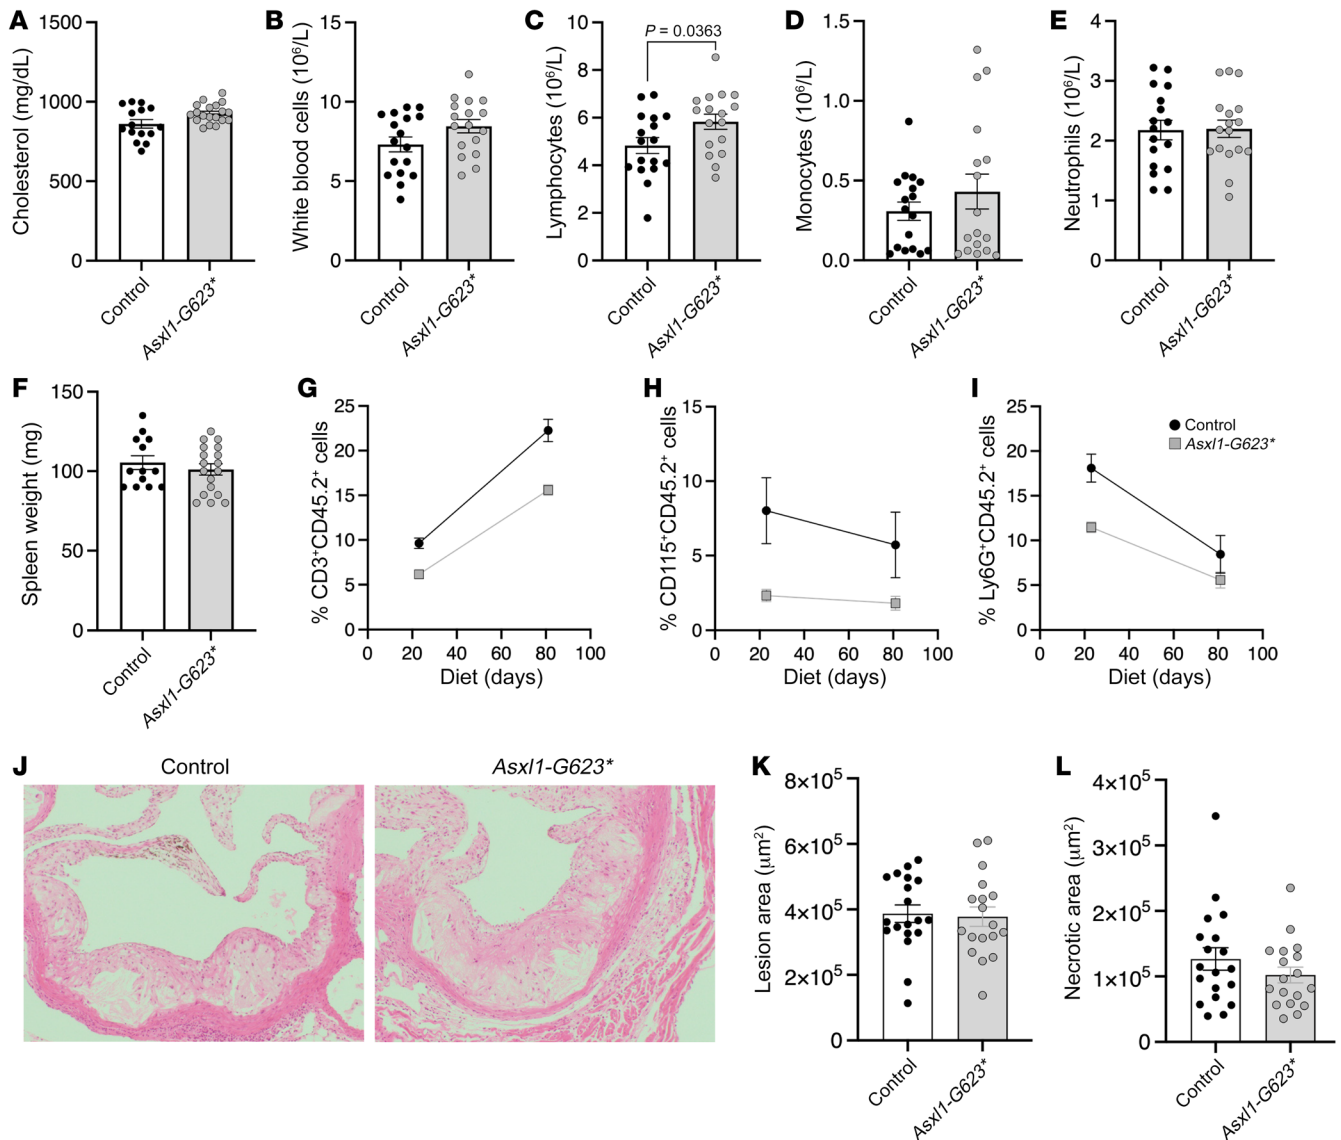 A
Cholesterol (mg/dL)
1500
1000
500
0
Control
Asxl1-G623*
B
White blood cells (10⁶/L)
15
10
5
0
Control
Asxl1-G623*
C
Lymphocytes (10⁶/L)
10
8
6
4
2
0
P = 0.0363
Control
Asxl1-G623*
D
Monocytes (10⁶/L)
1.5
1.0
0.5
0.0
Control
Asxl1-G623*
E
Neutrophils (10⁶/L)
4
3
2
1
0
Control
Asxl1-G623*
F
Spleen weight (mg)
150
100
50
0
Control
Asxl1-G623*
G
% CD3⁺CD45.2⁺ cells
25
20
15
10
5
0
0 20 40 60 80 100
Diet (days)
H
% CD115⁺CD45.2⁺ cells
15
10
5
0
0 20 40 60 80 100
Diet (days)
I
% Ly6G⁺CD45.2⁺ cells
25
20
15
10
5
0
0 20 40 60 80 100
Diet (days)
Control
Asxl1-G623*
J
Control
Asxl1-G623*
K
Lesion area (μm²)
8×10⁵
6×10⁵
4×10⁵
2×10⁵
0
Control
Asxl1-G623*
L
Necrotic area (μm²)
4×10⁵
3×10⁵
2×10⁵
1×10⁵
0
Control
Asxl1-G623*